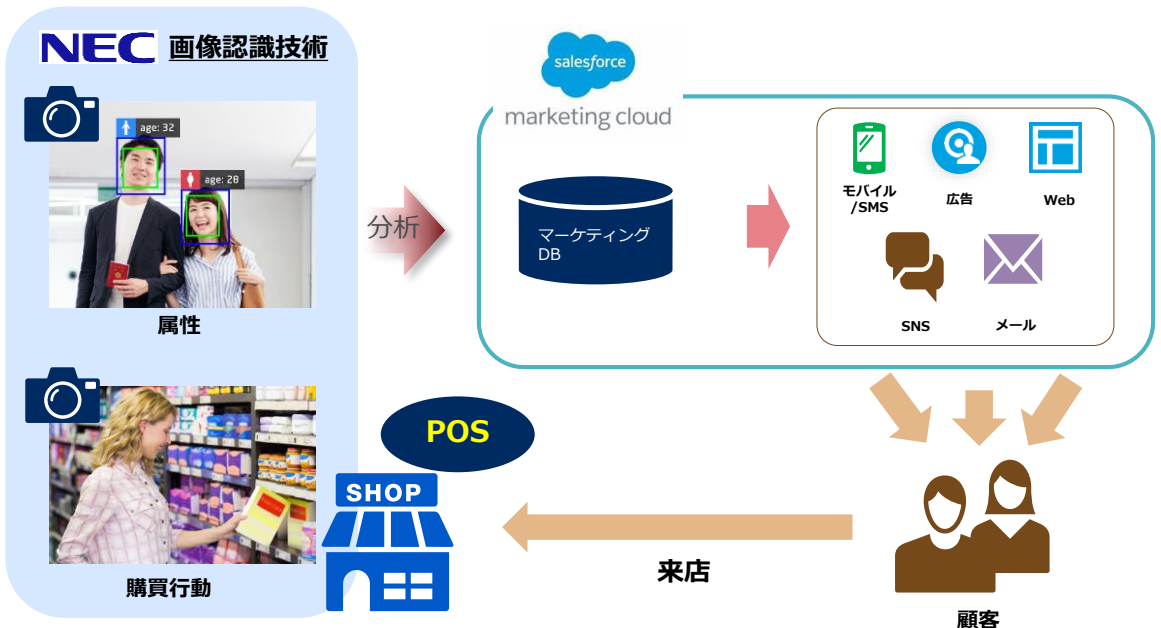 NEC 画像認識技術
age: 32
age: 28
属性
購買行動
分析
salesforce
marketing cloud
マーケティング
DB
モバイル
/SMS
広告
Web
SNS
メール
POS
SHOP
来店
顧客